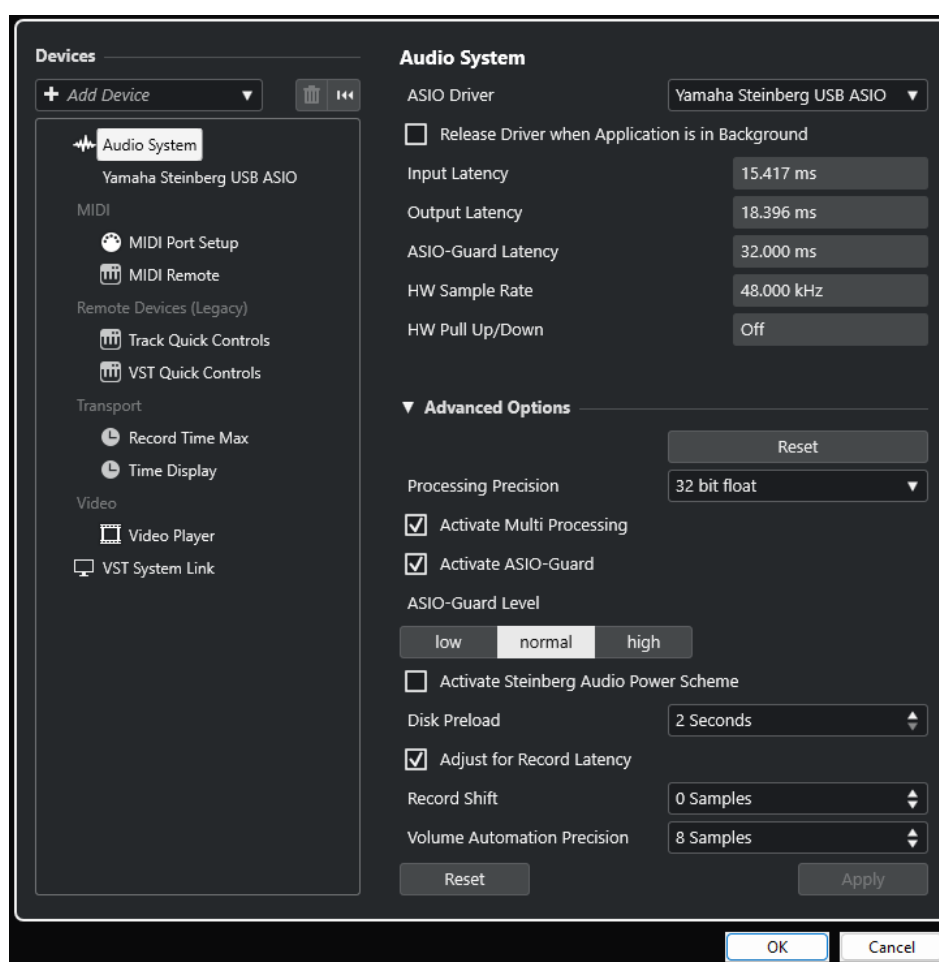 Devices
Add Device
Audio System
Yamaha Steinberg USB ASIO
MIDI
MIDI Port Setup
MIDI Remote
Remote Devices (Legacy)
Track Quick Controls
VST Quick Controls
Transport
Record Time Max
Time Display
Video
Video Player
VST System Link
Audio System
ASIO Driver Yamaha Steinberg USB ASIO
Release Driver when Application is in Background
Input Latency 15.417 ms
Output Latency 18.396 ms
ASIO-Guard Latency 32.000 ms
HW Sample Rate 48.000 kHz
HW Pull Up/Down Off
Advanced Options
Reset
Processing Precision 32 bit float
Activate Multi Processing
Activate ASIO-Guard
ASIO-Guard Level
low normal high
Activate Steinberg Audio Power Scheme
Disk Preload 2 Seconds
Adjust for Record Latency
Record Shift 0 Samples
Volume Automation Precision 8 Samples
Reset Apply
OK Cancel